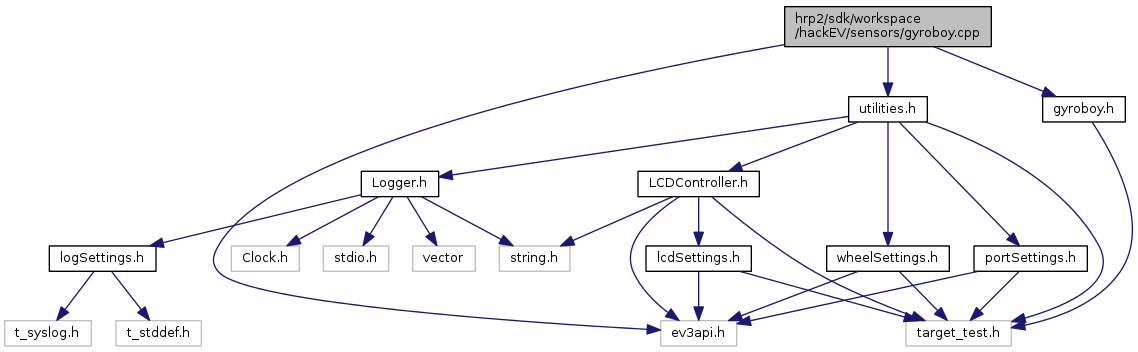 hrp2/sdk/workspace
/hackEV/sensors/gyroboy.cpp
utilities.h
gyroboy.h
Logger.h
LCDController.h
logSettings.h
Clock.h
stdio.h
vector
string.h
lcdSettings.h
wheelSettings.h
portSettings.h
t_syslog.h
t_stddef.h
ev3api.h
target_test.h